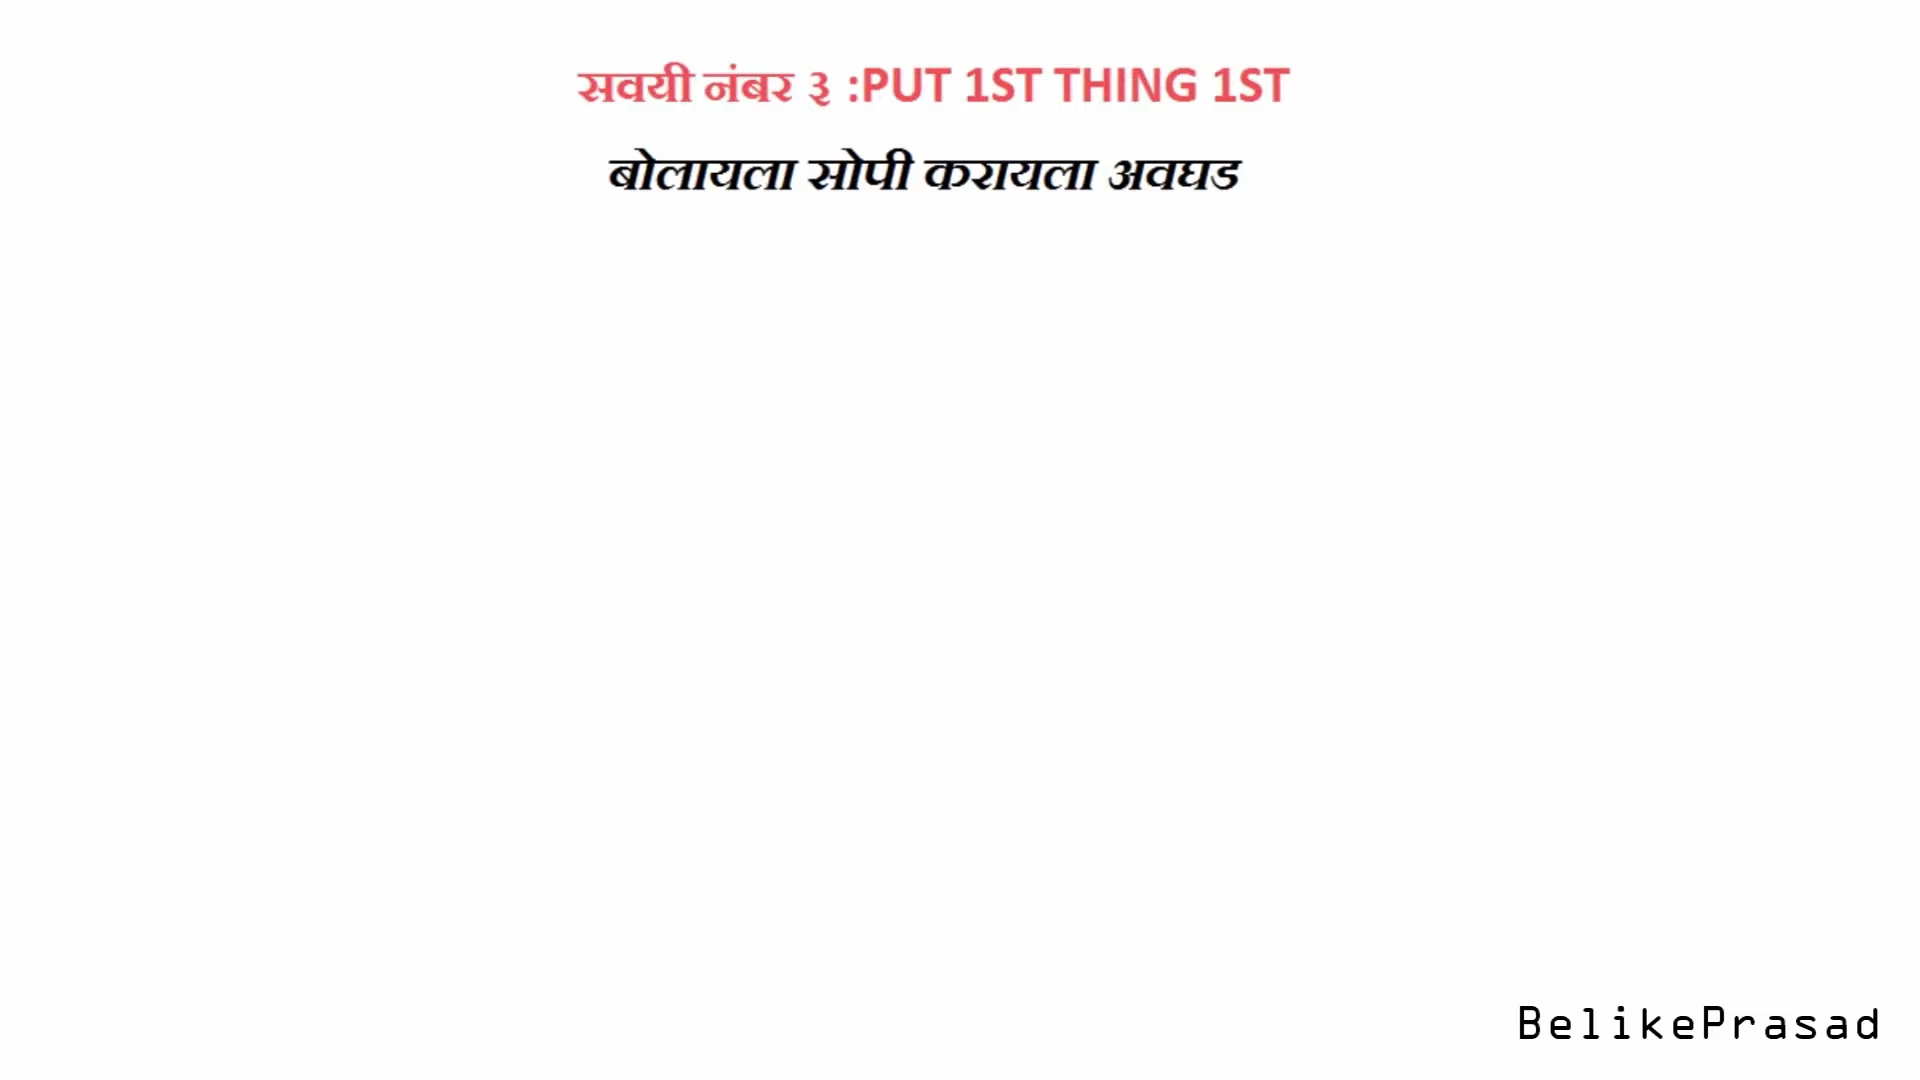 सवयी नंबर ३ :PUT 1ST THING 1ST
बोलायला सोपी करायला अवघड
BelikePrasad